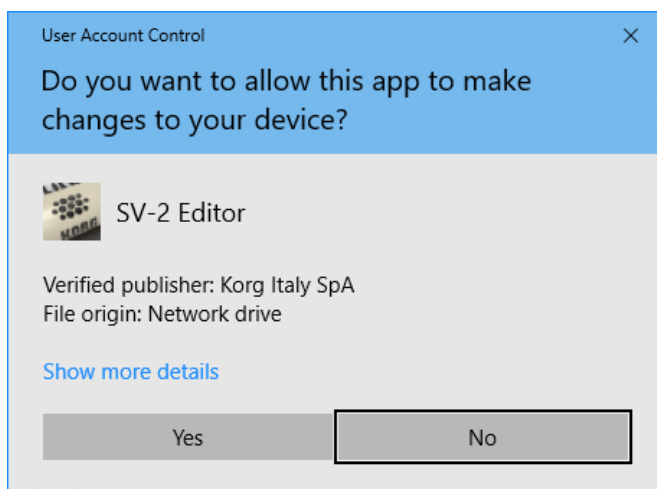 User Account Control
Do you want to allow this app to make
changes to your device?
KORG
SV-2 Editor
Verified publisher: Korg Italy SpA
File origin: Network drive
Show more details
Yes
No